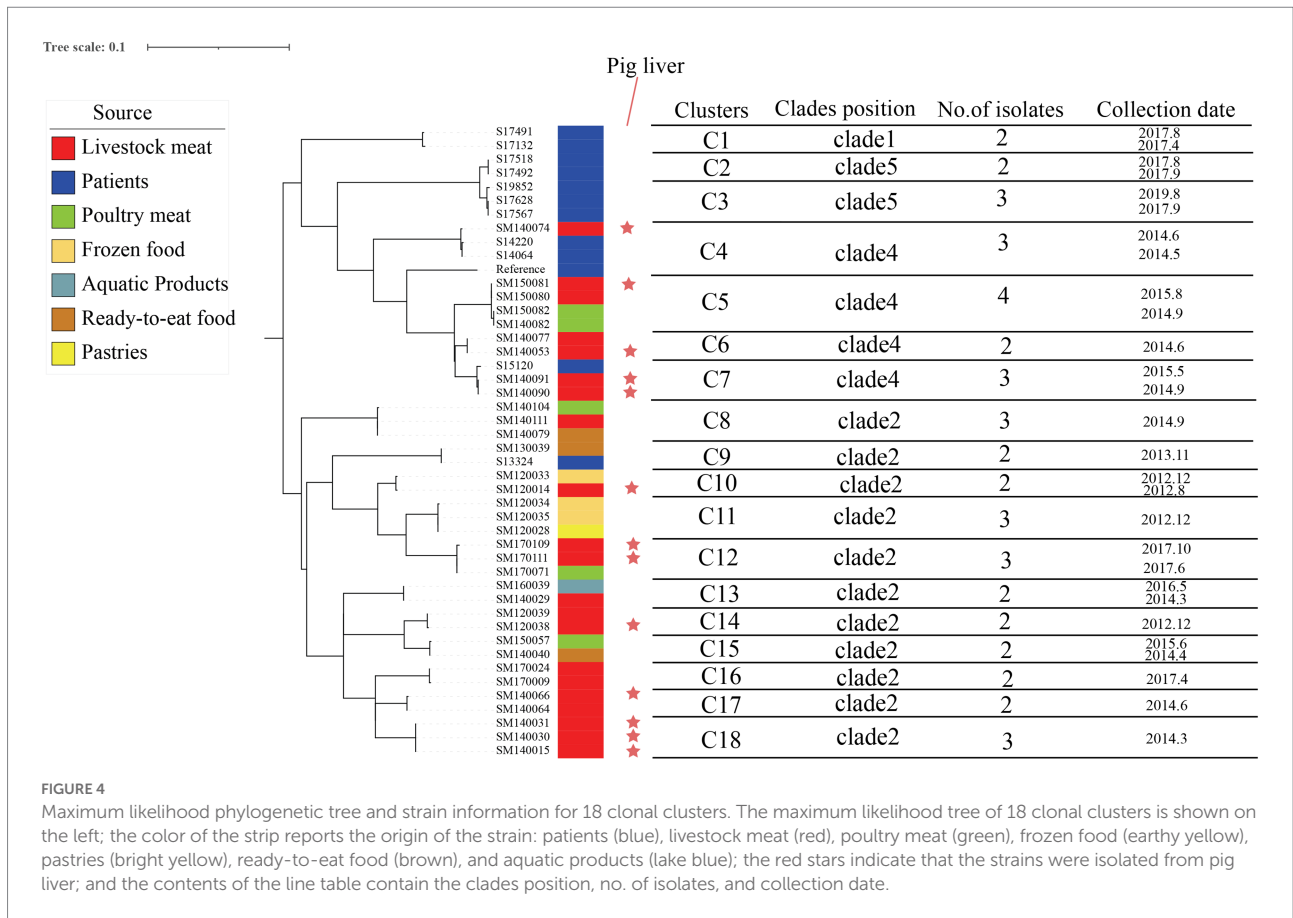 Tree scale: 0.1
Pig liver
Source
Livestock meat
Patients
Poultry meat
Frozen food
Aquatic Products
Ready-to-eat food
Pastries
S17491
S17132
S17518
S17492
S19852
S17628
S17567
SM140074
S14220
S14064
Reference
SM150081
SM150080
SM150082
SM140082
SM140077
SM140053
S15120
SM140091
SM140090
SM140104
SM140111
SM140079
SM130039
S13324
SM120033
SM120014
SM120034
SM120035
SM120028
SM170109
SM170111
SM170071
SM160039
SM140029
SM120039
SM120038
SM150057
SM140040
SM170024
SM170009
SM140066
SM140064
SM140031
SM140030
SM140015
Clusters Clades position No.of isolates Collection date
C1 clade1 2 2017.8
2017.4
C2 clade5 2 2017.8
2017.9
C3 clade5 3 2019.8
2017.9
C4 clade4 3 2014.6
2014.5
C5 clade4 4 2015.8
2014.9
C6 clade4 2 2014.6
C7 clade4 3 2015.5
2014.9
C8 clade2 3 2014.9
C9 clade2 2 2013.11
C10 clade2 2 2012.12
2012.8
C11 clade2 3 2012.12
C12 clade2 3 2017.10
2017.6
C13 clade2 2 2016.5
2014.3
C14 clade2 2 2012.12
C15 clade2 2 2015.6
2014.4
C16 clade2 2 2017.4
C17 clade2 2 2014.6
C18 clade2 3 2014.3
FIGURE 4
Maximum likelihood phylogenetic tree and strain information for 18 clonal clusters. The maximum likelihood tree of 18 clonal clusters is shown on
the left; the color of the strip reports the origin of the strain: patients (blue), livestock meat (red), poultry meat (green), frozen food (earthy yellow),
pastries (bright yellow), ready-to-eat food (brown), and aquatic products (lake blue); the red stars indicate that the strains were isolated from pig
liver; and the contents of the line table contain the clades position, no. of isolates, and collection date.